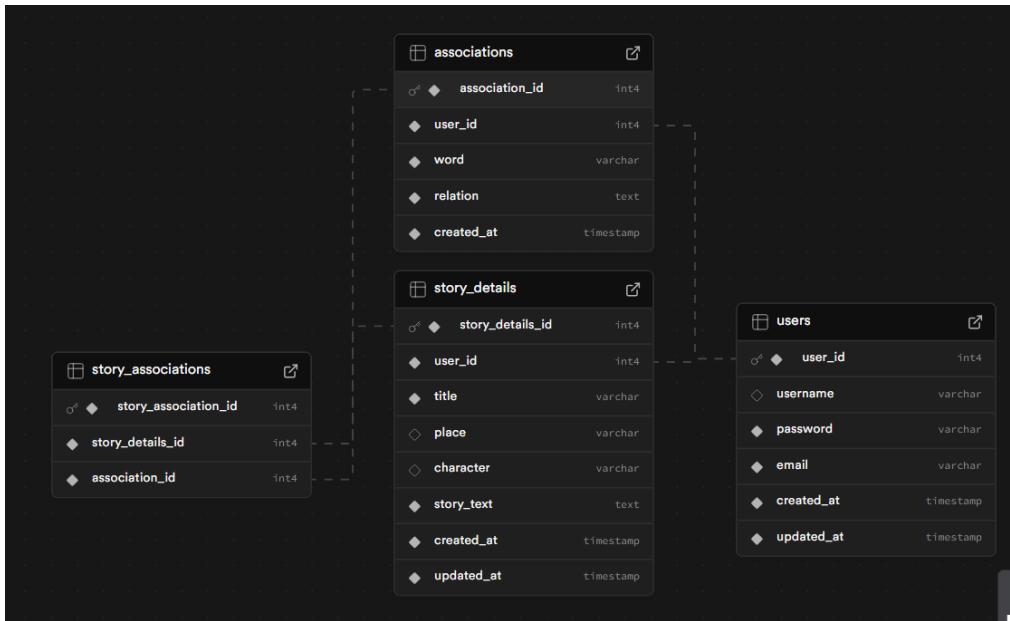 associations
association_id int4
user_id int4
word varchar
relation text
created_at timestamp
story_details
story_details_id int4
user_id int4
title varchar
place varchar
character varchar
story_text text
created_at timestamp
updated_at timestamp
users
user_id int4
username varchar
password varchar
email varchar
created_at timestamp
updated_at timestamp
story_associations
story_association_id int4
story_details_id int4
association_id int4